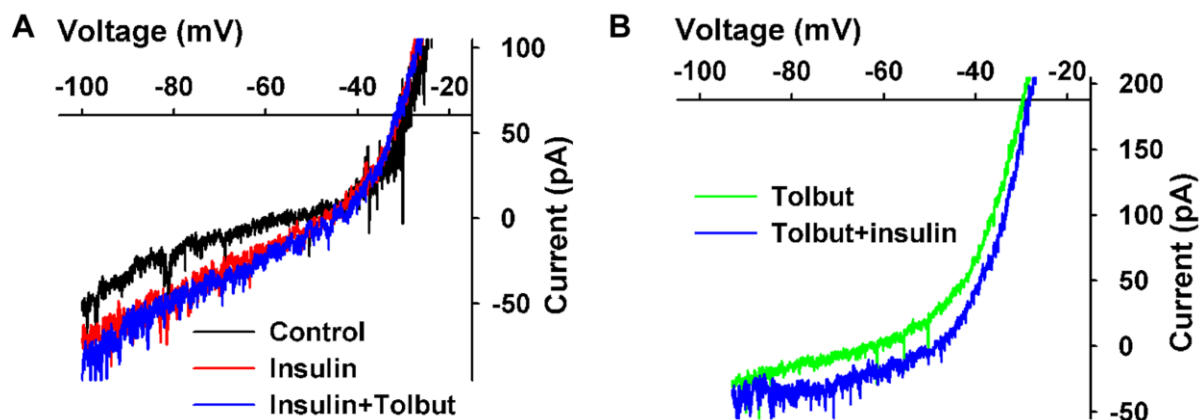 A Voltage (mV)
-100 -80 -60 -40 -20
100
50
0
-50
Current (pA)
Control
Insulin
Insulin+Tolbut
B Voltage (mV)
-100 -80 -60 -40 -20
200
150
100
50
0
-50
Current (pA)
Tolbut
Tolbut+insulin